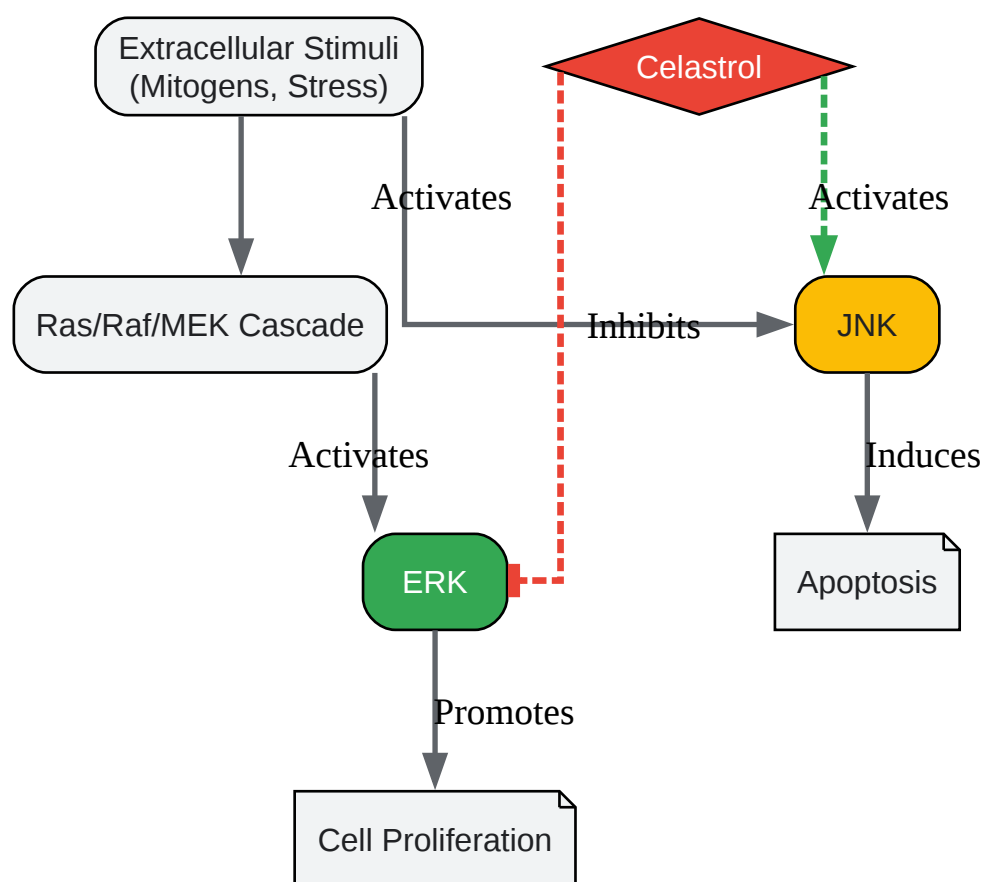 Extracellular Stimuli
(Mitogens, Stress)
Celastrol
Activates
Activates
Ras/Raf/MEK Cascade
Inhibits
JNK
Activates
Induces
ERK
Apoptosis
Promotes
Cell Proliferation